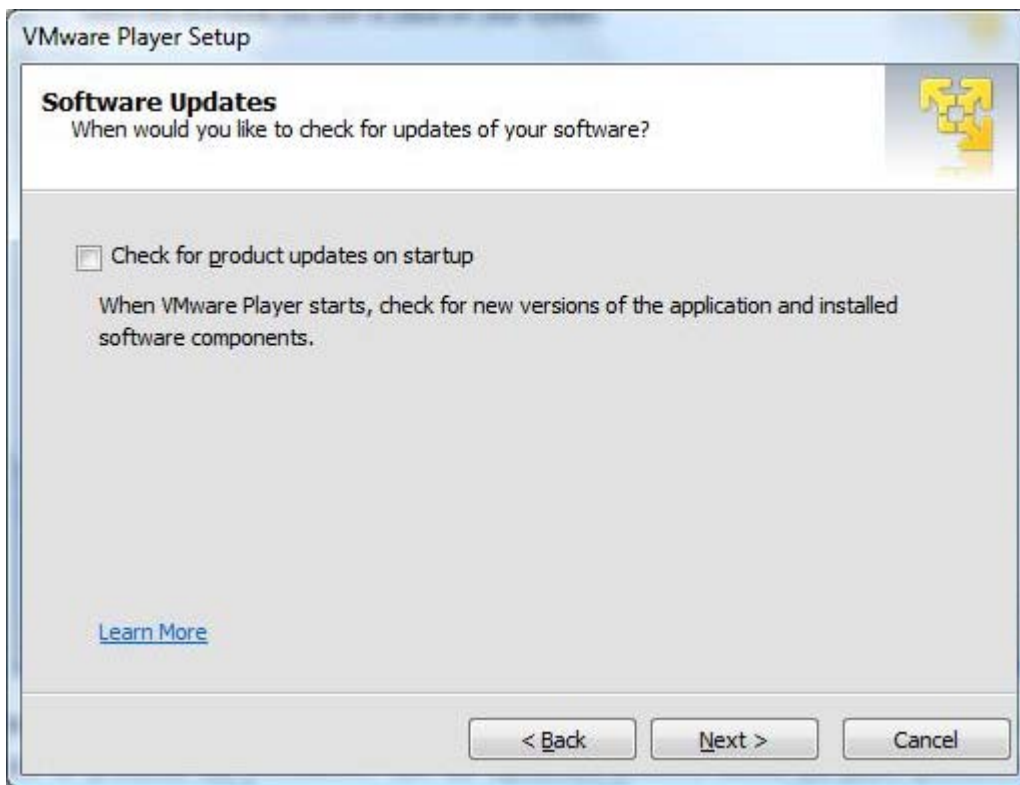 VMware Player Setup
Software Updates
When would you like to check for updates of your software?
Check for product updates on startup
When VMware Player starts, check for new versions of the application and installed
software components.
Learn More
< Back
Next >
Cancel